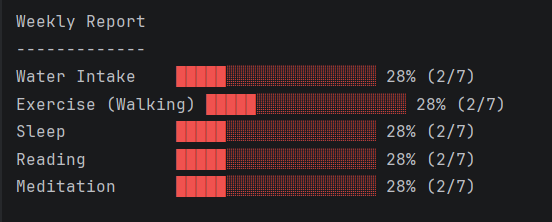 Weekly Report
-------------
Water Intake █████░░░░░░░░░░░░░░░ 28% (2/7)
Exercise (Walking) █████░░░░░░░░░░░░░░░ 28% (2/7)
Sleep █████░░░░░░░░░░░░░░░ 28% (2/7)
Reading █████░░░░░░░░░░░░░░░ 28% (2/7)
Meditation █████░░░░░░░░░░░░░░░ 28% (2/7)